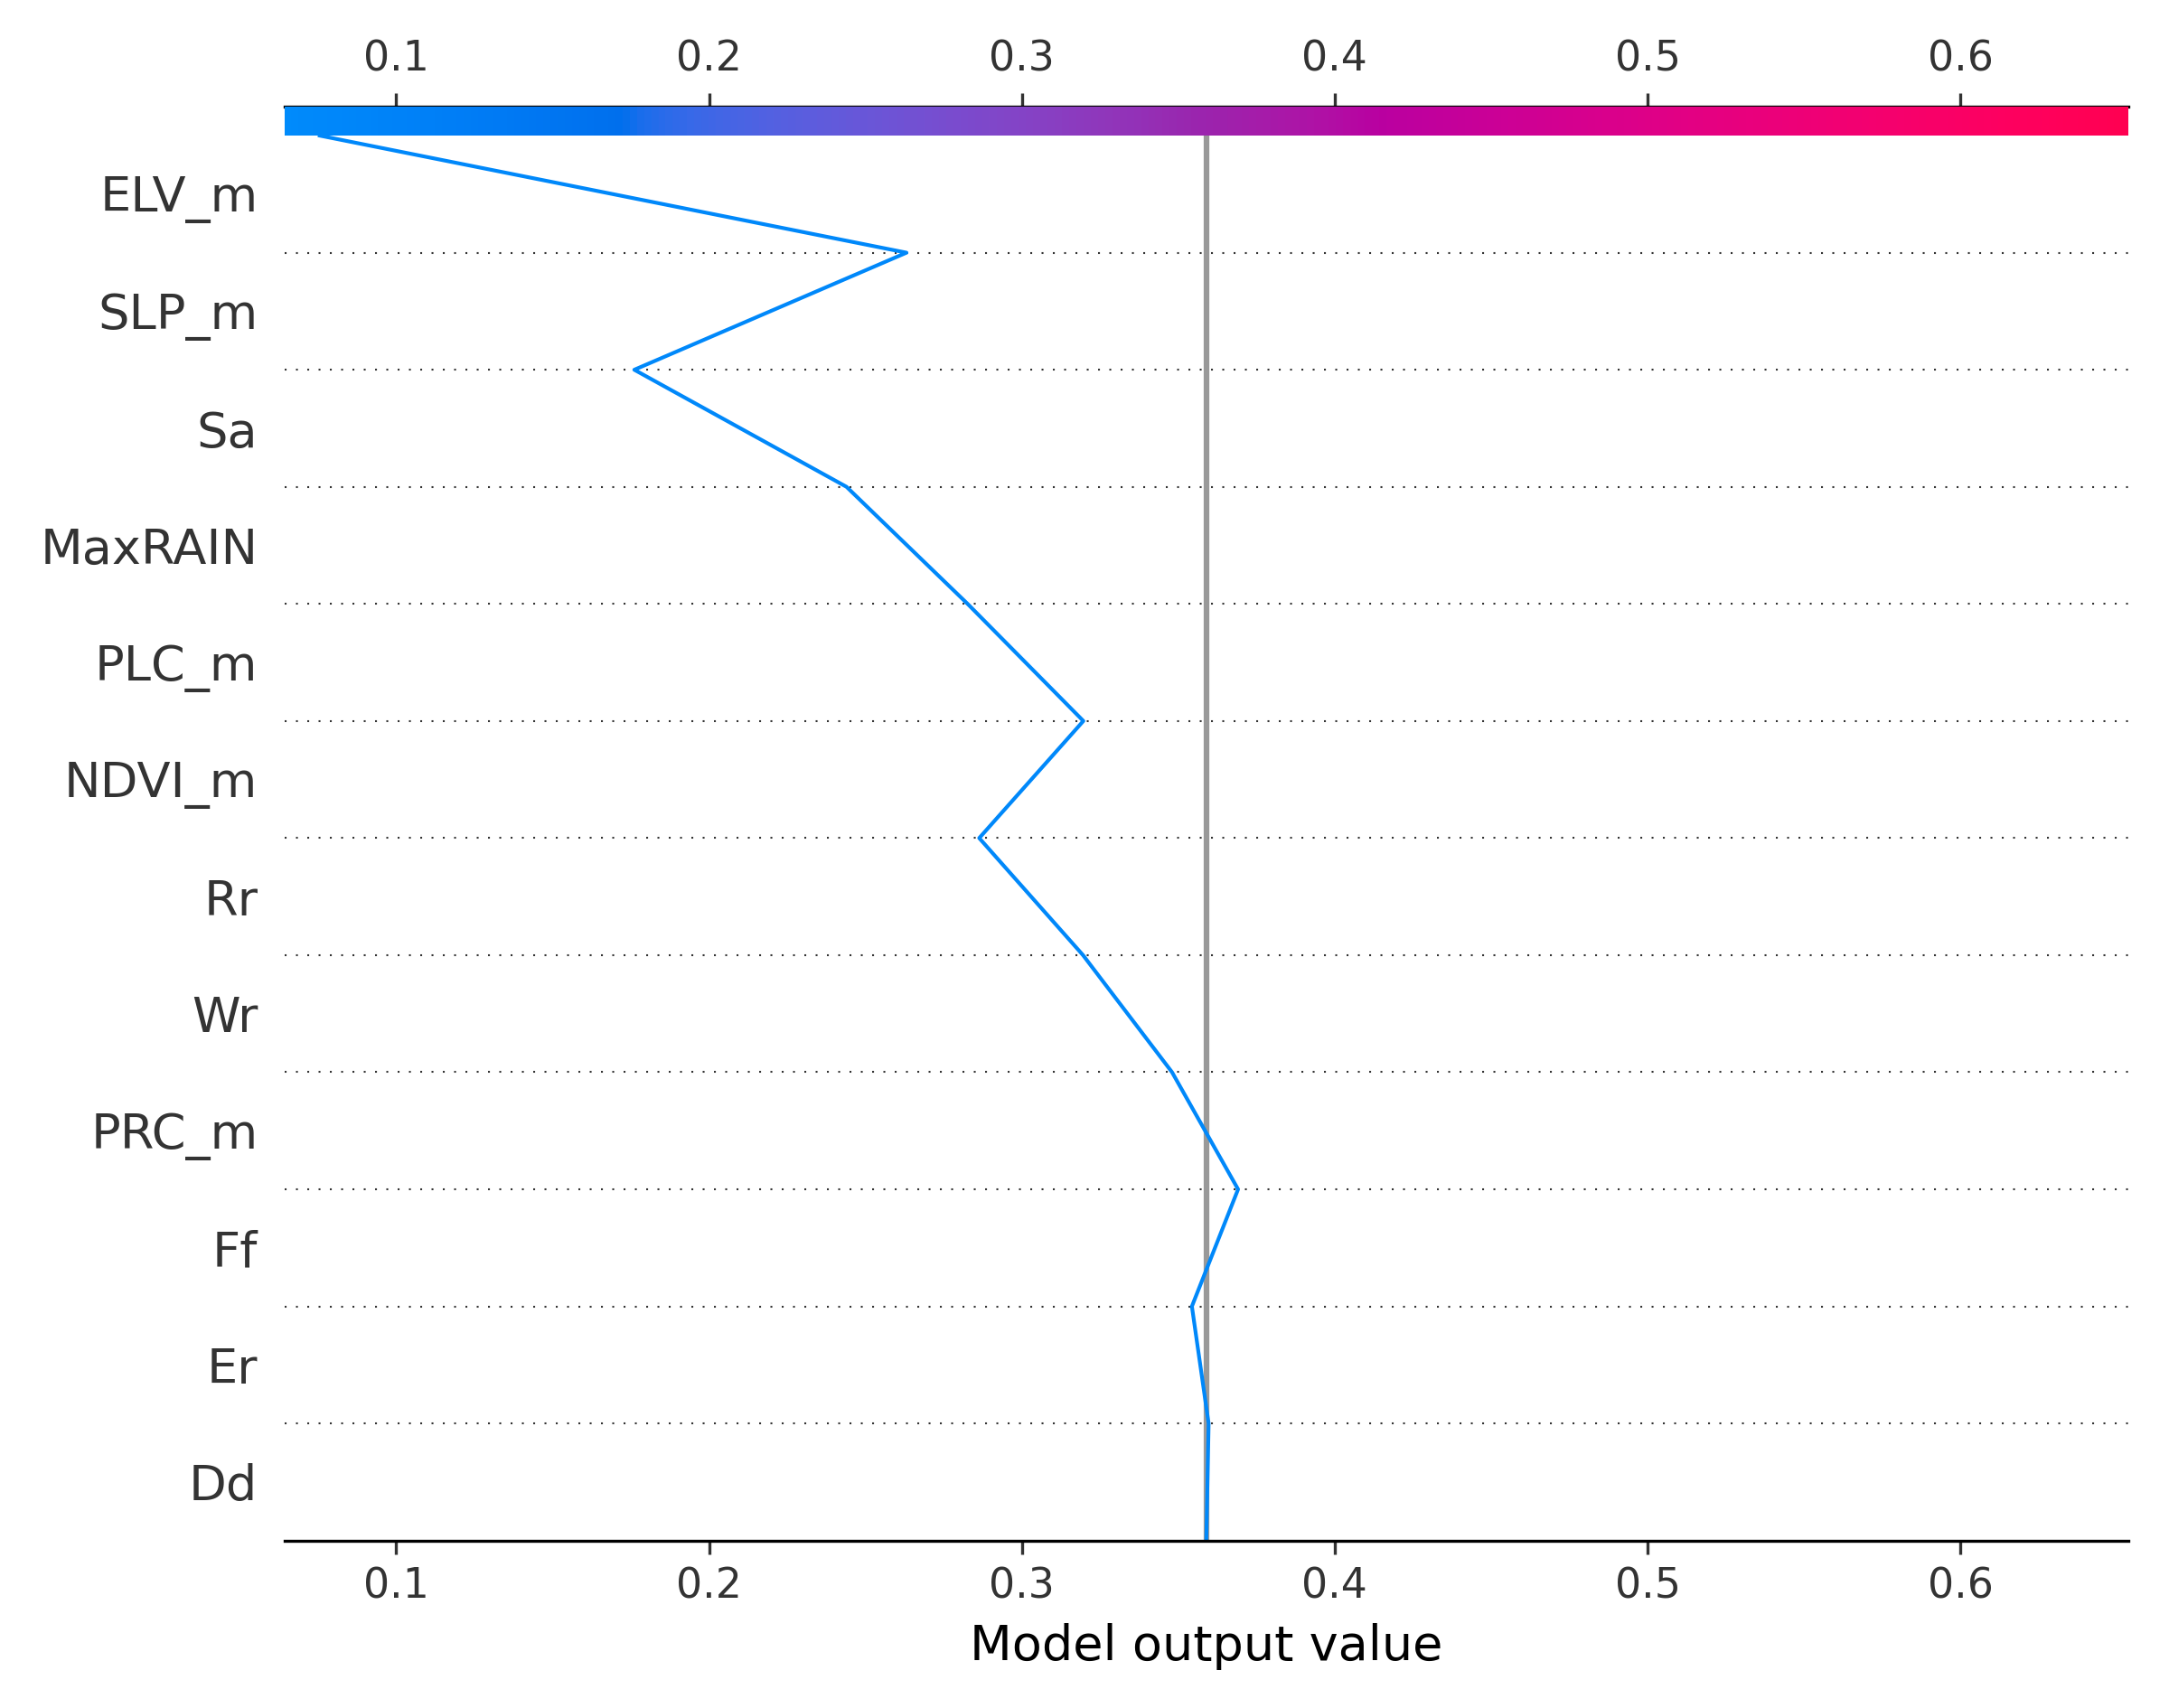 0.1 0.2 0.3 0.4 0.5 0.6
ELV_m
SLP_m
Sa
MaxRAIN
PLC_m
NDVI_m
Rr
Wr
PRC_m
Ff
Er
Dd
0.1 0.2 0.3 0.4 0.5 0.6
Model output value